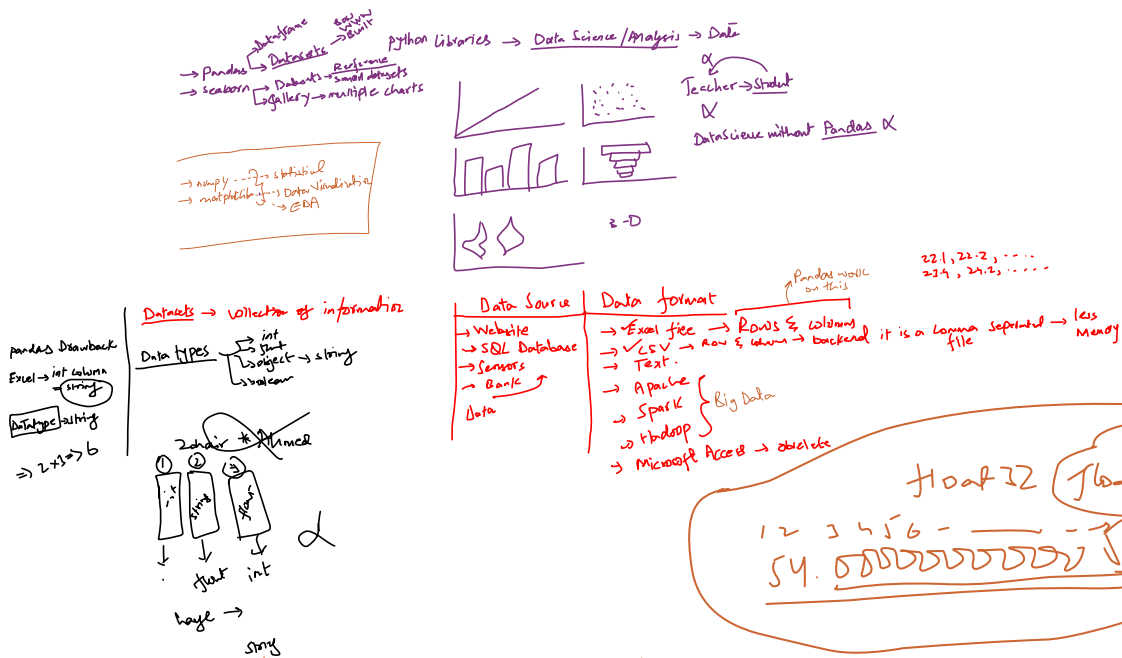 Dataframe
→ Pandas → Datasets
Built
→ Seaborn → Datasets → Reference
small datasets
Gallery → multiple charts
python libraries → Data Science/Analysis → Date
Teacher → Student
DataScience without Pandas
→ numpy ---- → statistical
→ matplotlib → Data Visualization
→ EDA
3-D
22.1, 22.2, ....
23.4, 24.2, .....
Pandas work
on this
Datasets → collection of information
Data types → int
float
object → string
boolean
pandas Drawback
Excel → int column
= string
Datatype → string
=> 2 x 3 => 6
Zohair * Ahmed
1 2 3
int string float
float int
Data Source
→ Website
→ SQL Database
→ Sensors
→ Bank
data
Data format
→ Excel file → Rows & columns
→ CSV → Row & column → backend it is a comma seprated → less
file Memory
→ Text.
→ Apache
→ Spark
→ Hadoop
Big Data
→ Microsoft Access → obselete
float32
1 2 3 4 5 6 - - -
54.